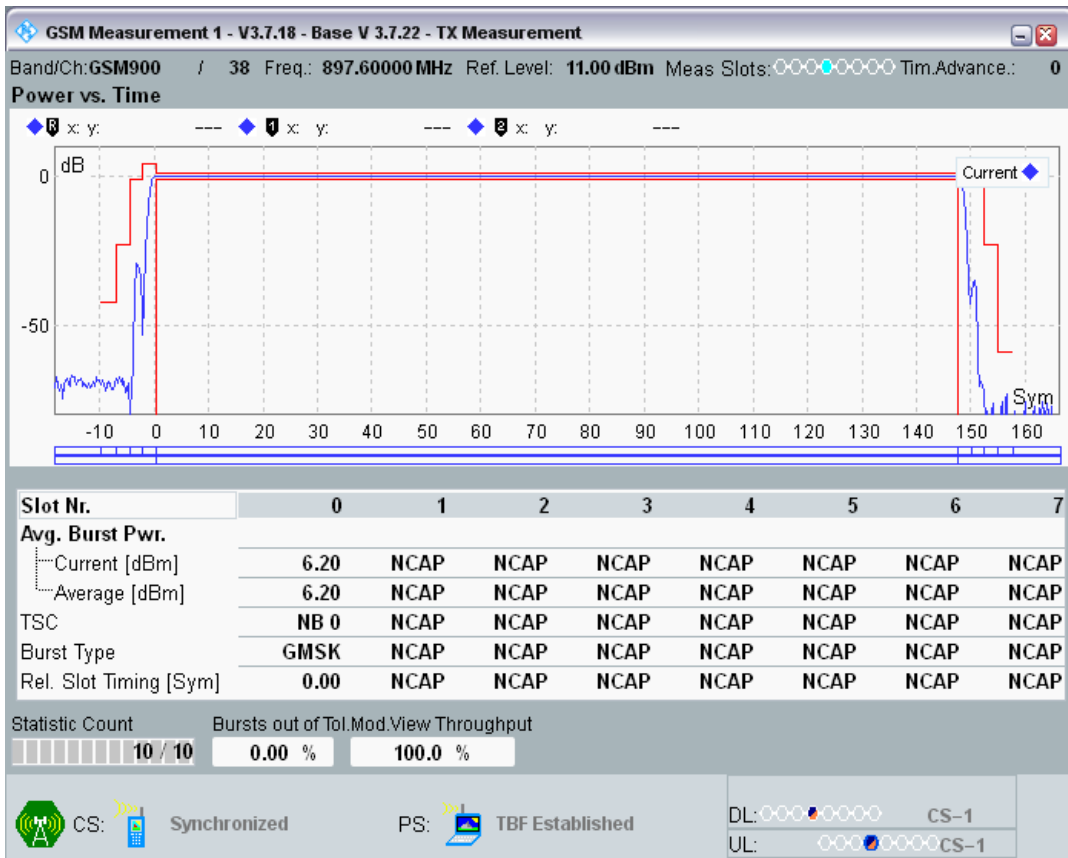 GSM Measurement 1 - V3.7.18 - Base V 3.7.22 - TX Measurement
Band/Ch:GSM900 / 38 Freq.: 897.60000 MHz Ref. Level: 11.00 dBm Meas Slots: Tim.Advance.: 0
Power vs. Time
R x: y: --- 1 x: y: --- 2 x: y: ---
dB
Current
0
-50
Sym
-10 0 10 20 30 40 50 60 70 80 90 100 110 120 130 140 150 160
Slot Nr. 0 1 2 3 4 5 6 7
Avg. Burst Pwr.
Current [dBm] 6.20 NCAP NCAP NCAP NCAP NCAP NCAP NCAP
Average [dBm] 6.20 NCAP NCAP NCAP NCAP NCAP NCAP NCAP
TSC NB 0 NCAP NCAP NCAP NCAP NCAP NCAP NCAP
Burst Type GMSK NCAP NCAP NCAP NCAP NCAP NCAP NCAP
Rel. Slot Timing [Sym] 0.00 NCAP NCAP NCAP NCAP NCAP NCAP NCAP
Statistic Count Bursts out of Tol.Mod.View Throughput
10 / 10 0.00 % 100.0 %
CS: Synchronized PS: TBF Established
DL: CS-1
UL: CS-1